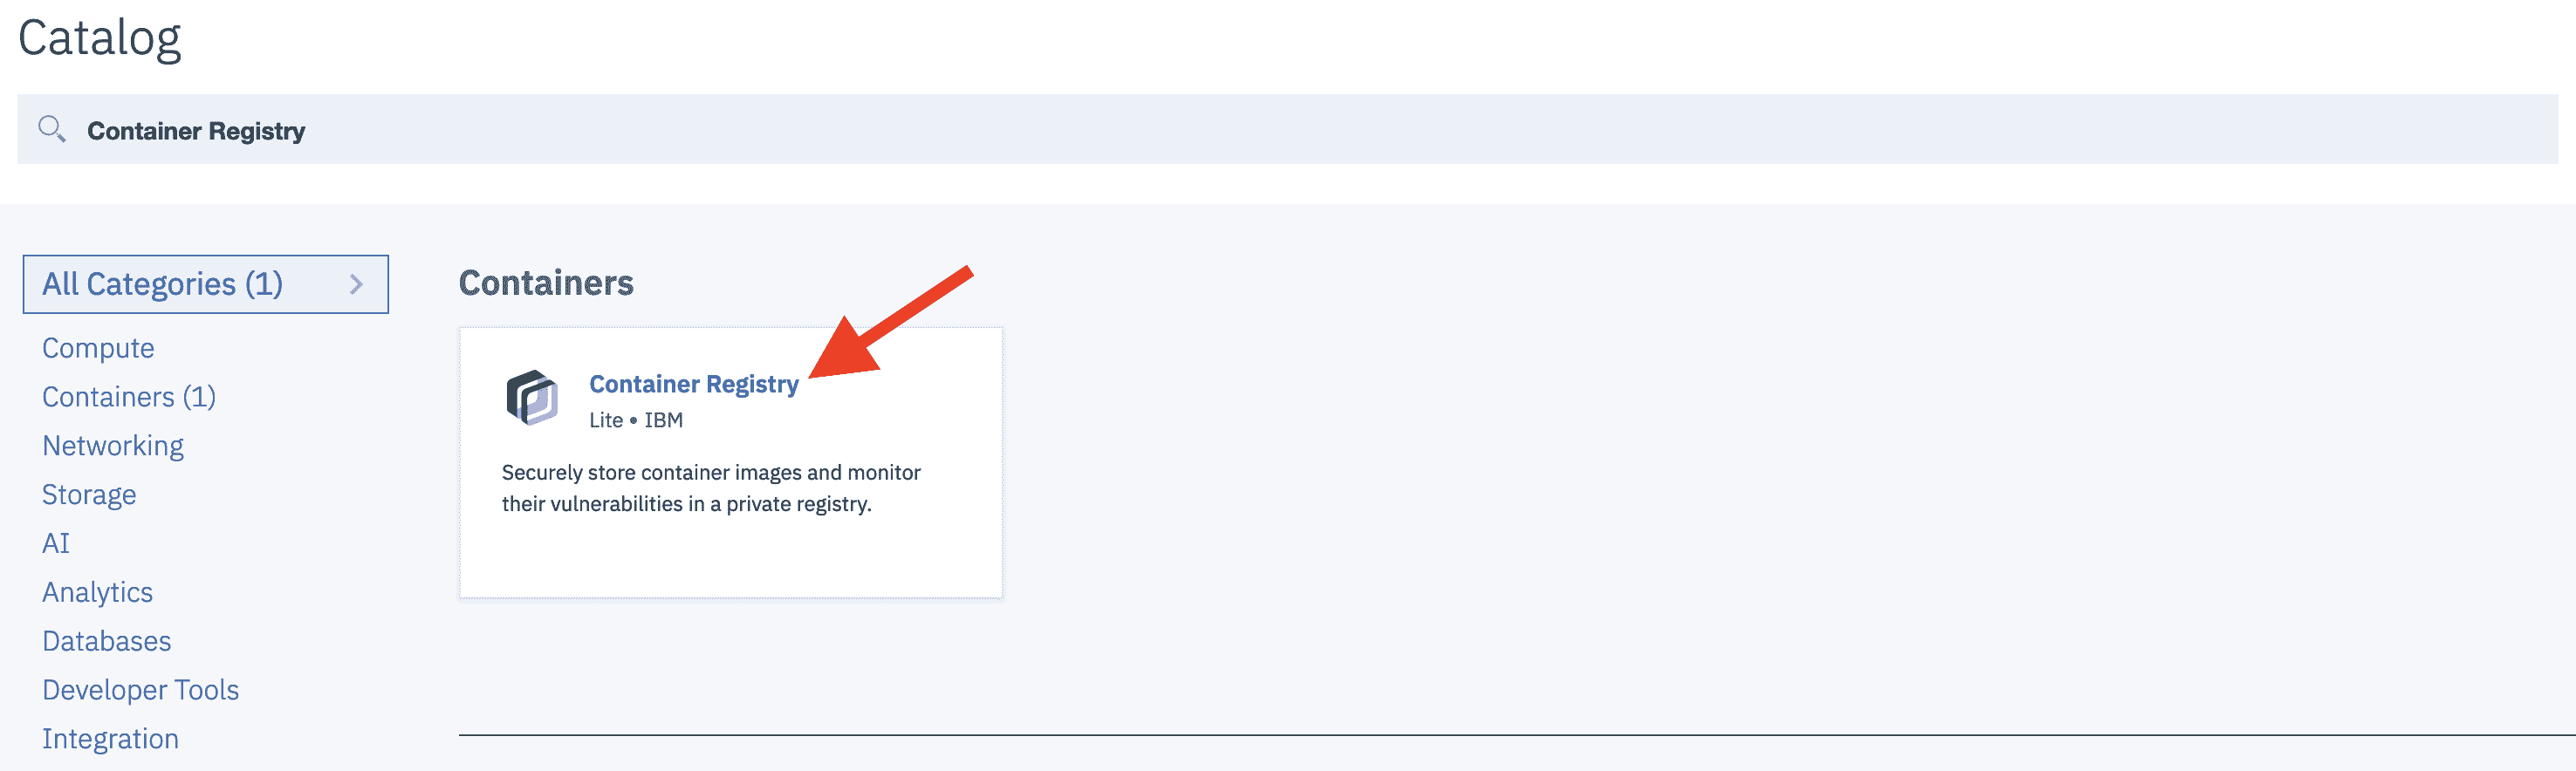 Catalog
Container Registry
All Categories (1)
Compute
Containers (1)
Networking
Storage
AI
Analytics
Databases
Developer Tools
Integration
Containers
Container Registry
Lite • IBM
Securely store container images and monitor
their vulnerabilities in a private registry.